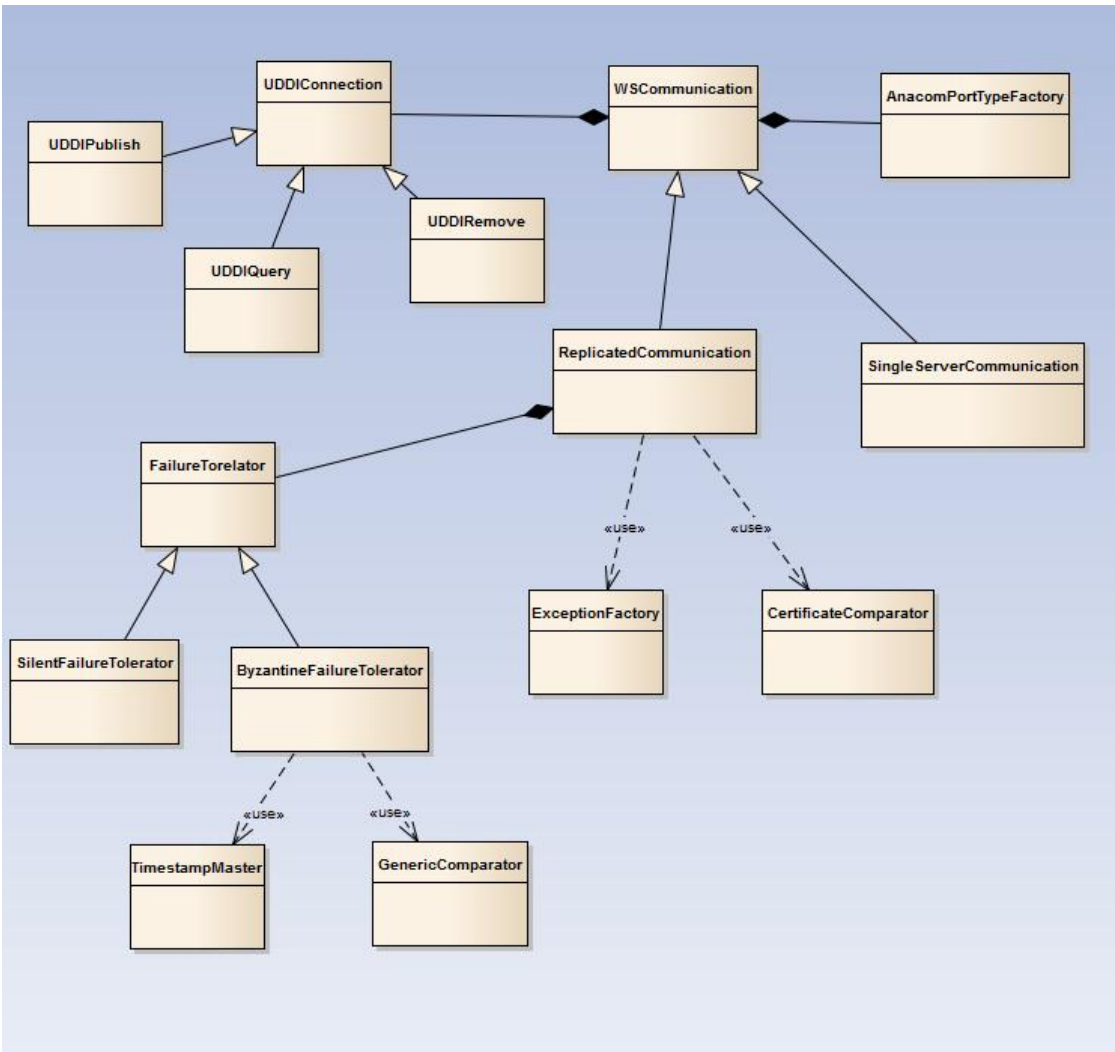 UDDIConnection
WSCommunication
AnacomPortTypeFactory
UDDIPublish
UDDIRemove
UDDIQuery
ReplicatedCommunication
SingleServerCommunication
FailureTorelator
«use»
«use»
ExceptionFactory
CertificateComparator
SilentFailureTolerator
ByzantineFailureTolerator
«use»
«use»
TimestampMaster
GenericComparator